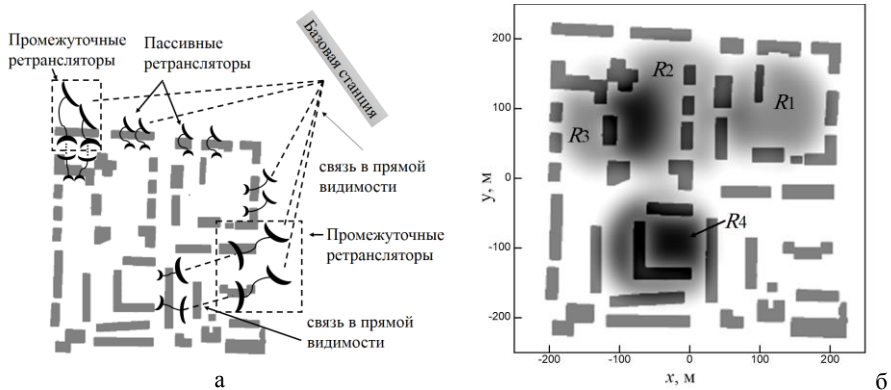 Промежуточные
ретрансляторы
Пассивные
ретрансляторы
Базовая станция
связь в прямой
видимости
Промежуточные
ретрансляторы
связь в прямой
видимости
а
200
100
0
-100
-200
y, м
R2
R1
R3
R4
-200
-100
0
100
200
x, м
б